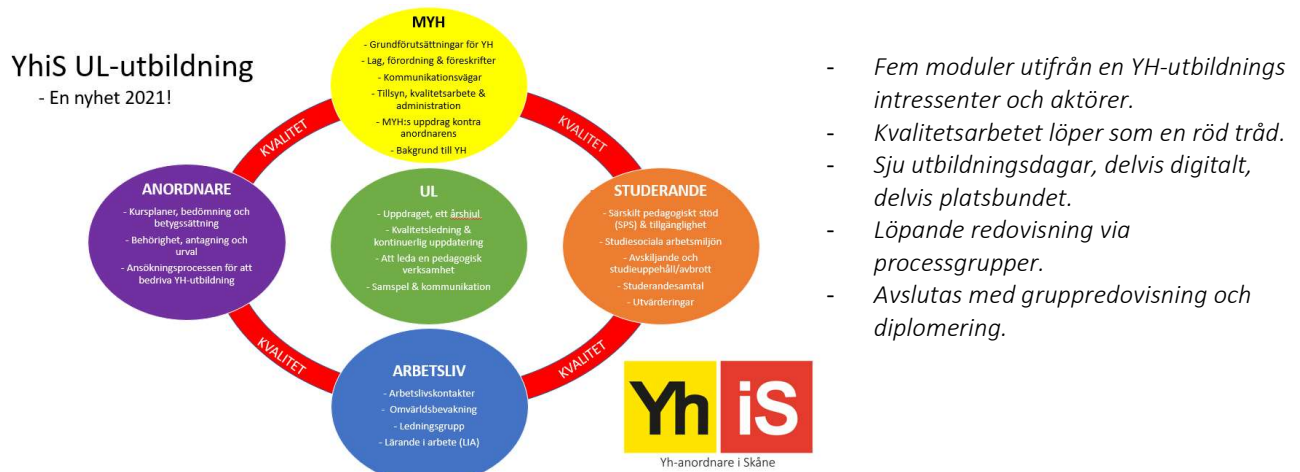 YhiS UL-utbildning
- En nyhet 2021!
MYH
- Grundförutsättningar för YH
- Lag, förordning & föreskrifter
- Kommunikationsvägar
- Tillsyn, kvalitetsarbete &
administration
- MYH:s uppdrag kontra
anordnarens
- Bakgrund till YH
KVALITET
KVALITET
ANORDNARE
- Kursplaner, bedömning och
betygssättning
- Behörighet, antagning och
urval
- Ansökningsprocessen för att
bedriva YH-utbildning
UL
- Uppdraget, ett årshjul
- Kvalitetsledning &
kontinuerlig uppdatering
- Att leda en pedagogisk
verksamhet
- Samspel & kommunikation
STUDERANDE
- Särskilt pedagogiskt stöd
(SPS) & tillgänglighet
- Studiesociala arbetsmiljön
- Avskiljande och
studieuppehåll/avbrott
- Studerandesamtal
- Utvärderingar
KVALITET
KVALITET
ARBETSLIV
- Arbetslivskontakter
- Omvärldsbevakning
- Ledningsgrupp
- Lärande i arbete (LIA)
Yh iS
Yh-anordnare i Skåne
- Fem moduler utifrån en YH-utbildnings
intressenter och aktörer.
- Kvalitetsarbetet löper som en röd tråd.
- Sju utbildningsdagar, delvis digitalt,
delvis platsbundet.
- Löpande redovisning via
processgrupper.
- Avslutas med gruppredovisning och
diplomering.